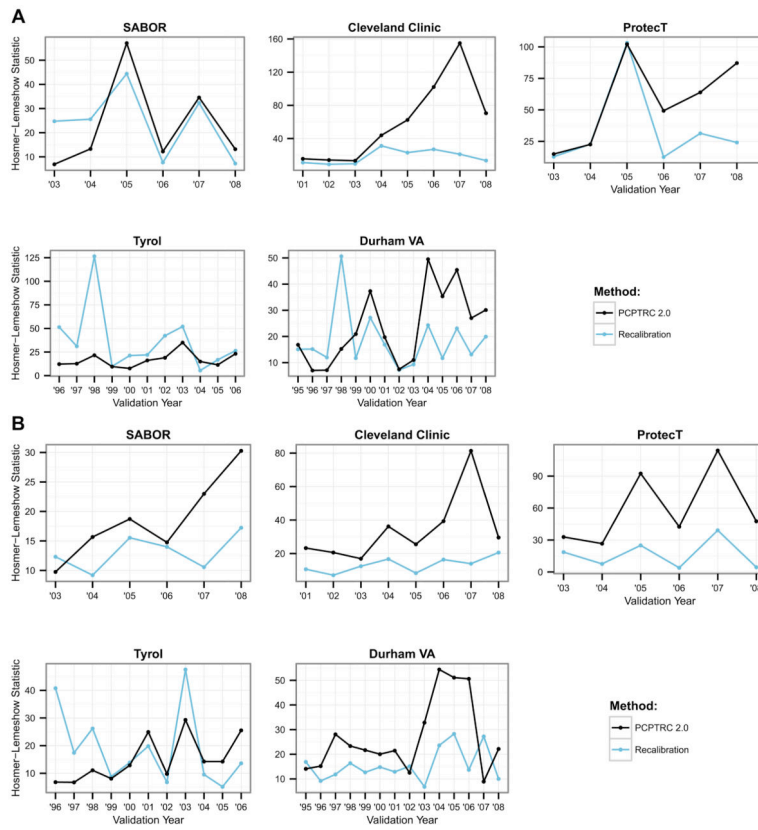 A
SABOR
Cleveland Clinic
ProtecT
Hosmer-Lemeshow Statistic
50
40
30
20
10
160
120
80
40
100
75
50
25
'03 '04 '05 '06 '07 '08
'01 '02 '03 '04 '05 '06 '07 '08
'03 '04 '05 '06 '07 '08
Validation Year
Tyrol
Durham VA
Hosmer-Lemeshow Statistic
125
100
75
50
25
0
50
40
30
20
10
Method:
PCPTRC 2.0
Recalibration
'96 '97 '98 '99 '00 '01 '02 '03 '04 '05 '06
'95 '96 '97 '98 '99 '00 '01 '02 '03 '04 '05 '06 '07 '08
Validation Year
Validation Year
B
SABOR
Cleveland Clinic
ProtecT
Hosmer-Lemeshow Statistic
30
25
20
15
10
80
60
40
20
90
60
30
0
'03 '04 '05 '06 '07 '08
'01 '02 '03 '04 '05 '06 '07 '08
'03 '04 '05 '06 '07
Validation Year
Tyrol
Durham VA
Hosmer-Lemeshow Statistic
40
30
20
10
50
40
30
20
10
Method:
PCPTRC 2.0
Recalibration
'96 '97 '98 '99 '00 '01 '02 '03 '04 '05 '06
'95 '96 '97 '98 '99 '00 '01 '02 '03 '04 '05 '06 '07 '08
Validation Year
Validation Year